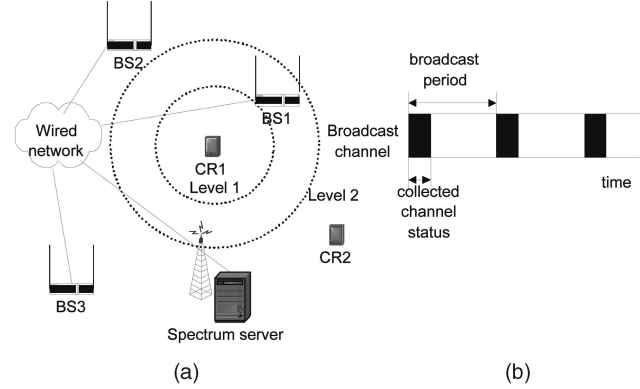 BS2
BS1
Wired
network
CR1
Level 1
Level 2
CR2
BS3
Spectrum server
(a)
broadcast
period
Broadcast
channel
time
collected
channel
status
(b)